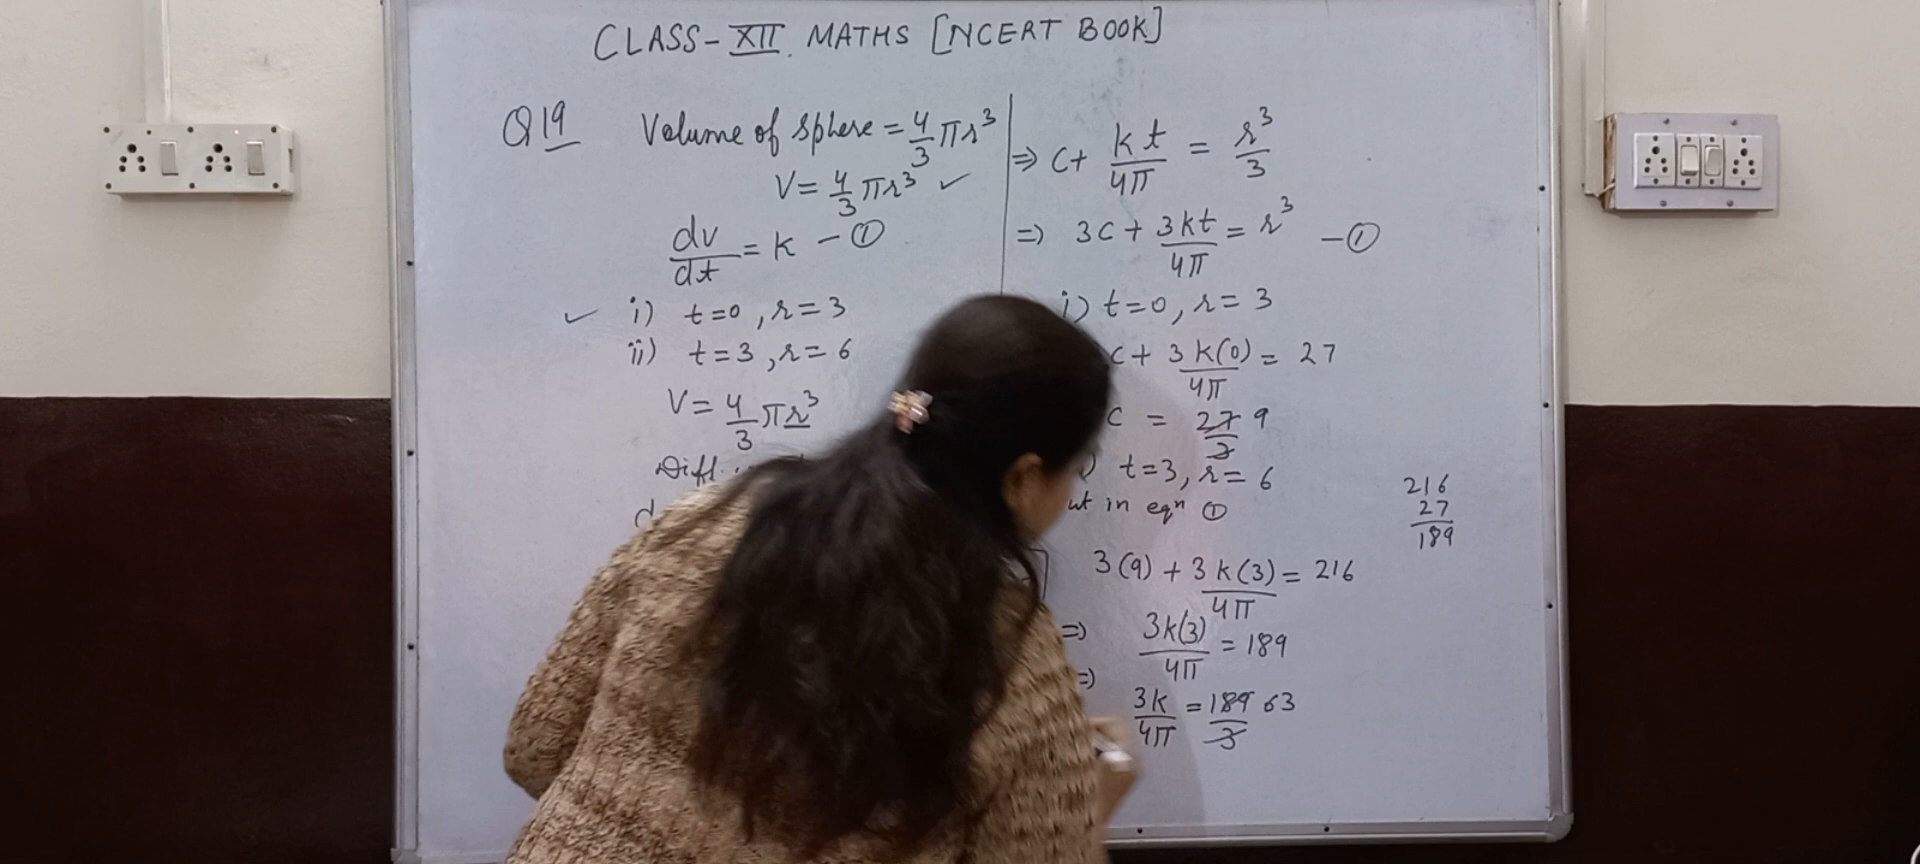 CLASS-XII MATHS [NCERT BOOK]
Q19 Volume of sphere = 4/3 πr³
V = 4/3 πr³ ✓
dv/dt = k - ①
✓ i) t=0, r=3
ii) t=3, r=6
V = 4/3 πr³
Diff.
d
⇒ C + kt/4π = r³/3
⇒ 3C + 3kt/4π = r³ - ①
i) t=0, r=3
C + 3k(0)/4π = 27
C = 27/3 9
) t=3, r=6
in eqⁿ ①
3(9) + 3k(3)/4π = 216
⇒ 3k(3)/4π = 189
⇒ 3k/4π = 189/3 63
216
27
189